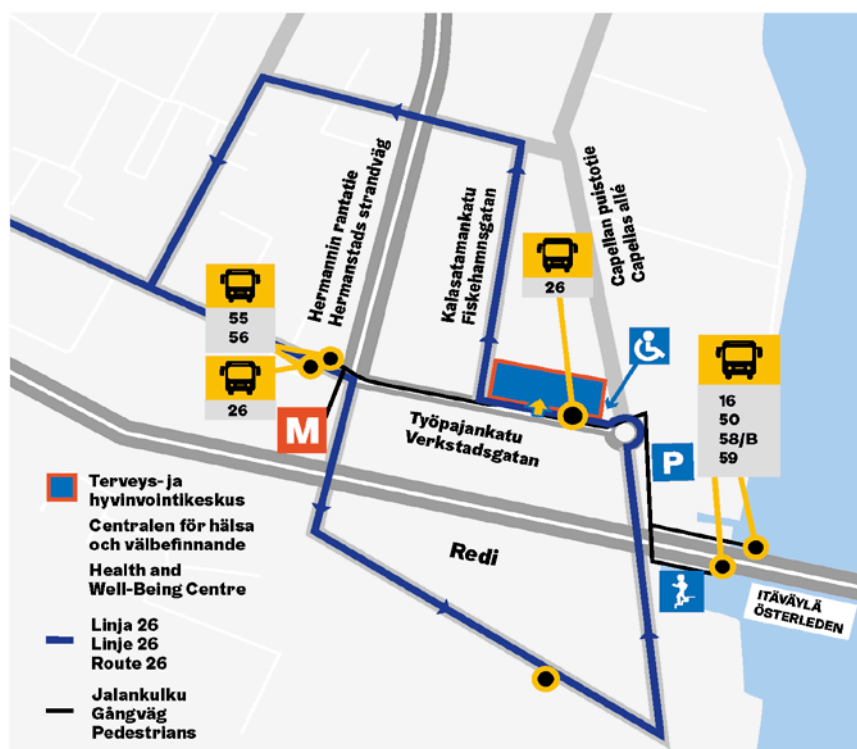 Hermannin rantatie
Hermanstads strandväg
Kalasatamankatu
Fiskehamnsgatan
Capellan puistotie
Capellas allé
26
55
56
26
16
50
58/B
59
M
Työpajankatu
Verkstadsgatan
P
Redi
ITÄVÄYLÄ
ÖSTERLEDEN
Terveys- ja
hyvinvointikeskus
Centralen för hälsa
och välbefinnande
Health and
Well-Being Centre
Linja 26
Linje 26
Route 26
Jalankulku
Gångväg
Pedestrians